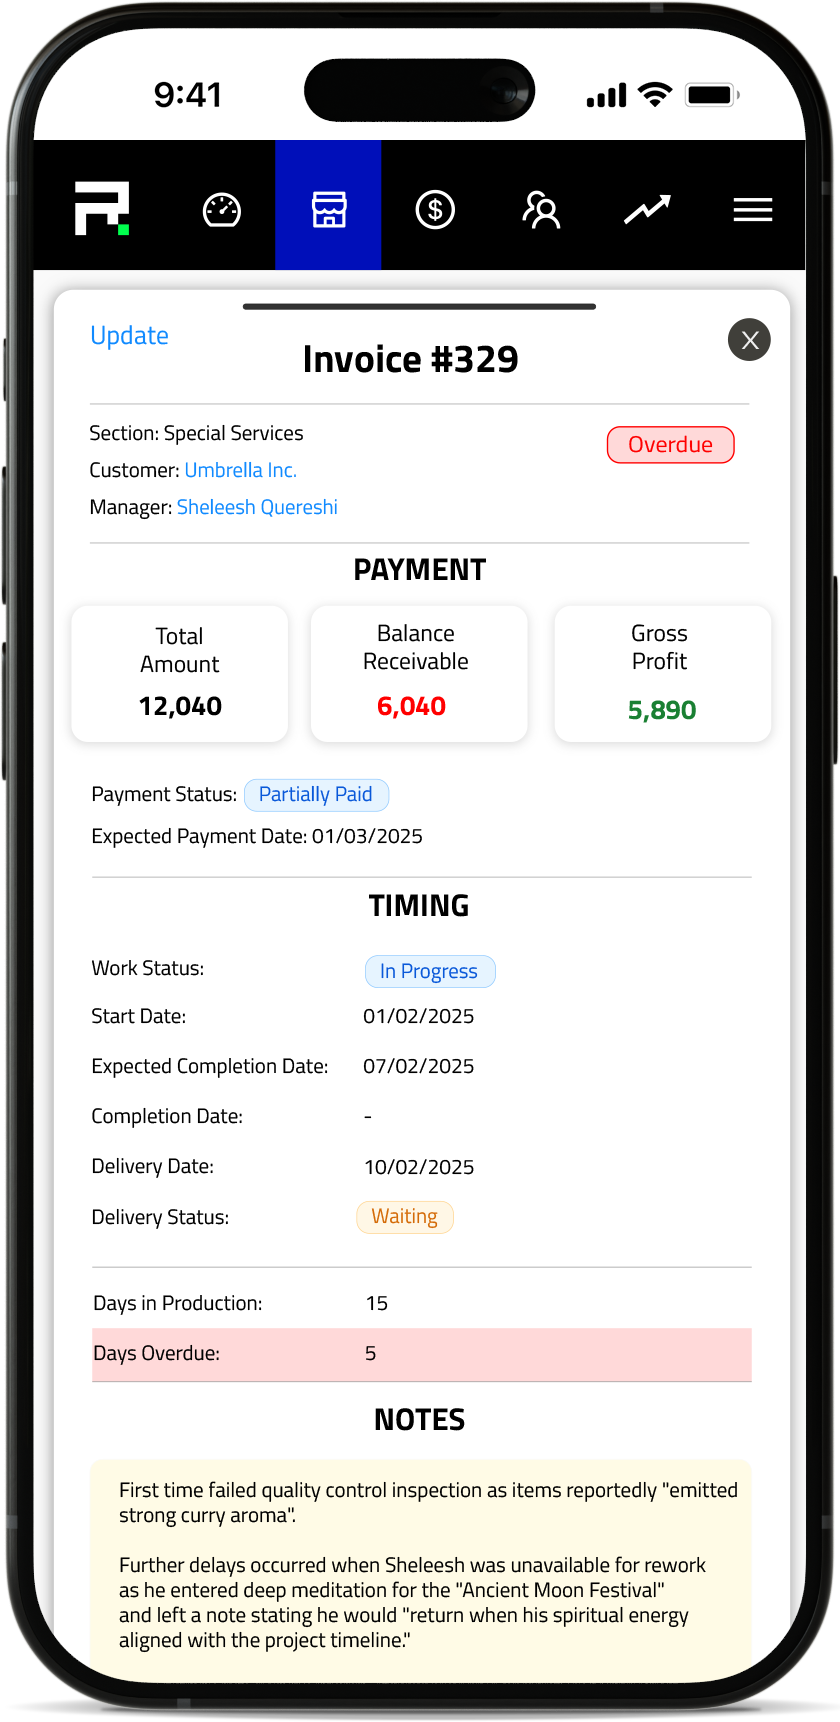 9:41
Update
Invoice #329
X
Section: Special Services
Overdue
Customer: Umbrella Inc.
Manager: Sheleesh Quereshi
PAYMENT
Total
Amount
12,040
Balance
Receivable
6,040
Gross
Profit
5,890
Payment Status: Partially Paid
Expected Payment Date: 01/03/2025
TIMING
Work Status: In Progress
Start Date: 01/02/2025
Expected Completion Date: 07/02/2025
Completion Date: -
Delivery Date: 10/02/2025
Delivery Status: Waiting
Days in Production: 15
Days Overdue: 5
NOTES
First time failed quality control inspection as items reportedly "emitted
strong curry aroma".
Further delays occurred when Sheleesh was unavailable for rework
as he entered deep meditation for the "Ancient Moon Festival"
and left a note stating he would "return when his spiritual energy
aligned with the project timeline."